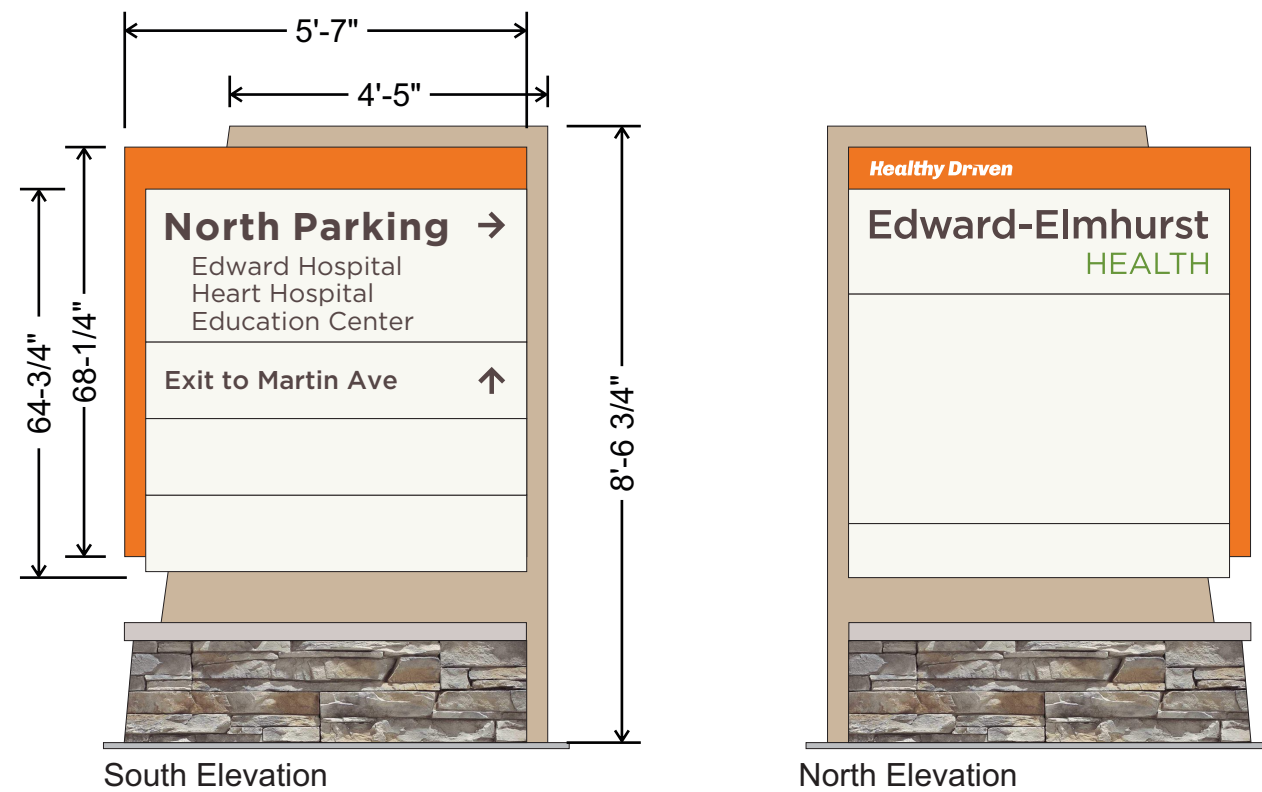 5'-7"
4'-5"
64-3/4"
68-1/4"
8'-6 3/4"
North Parking →
Edward Hospital
Heart Hospital
Education Center
Exit to Martin Ave ↑
South Elevation
Healthy Driven
Edward-Elmhurst
HEALTH
North Elevation